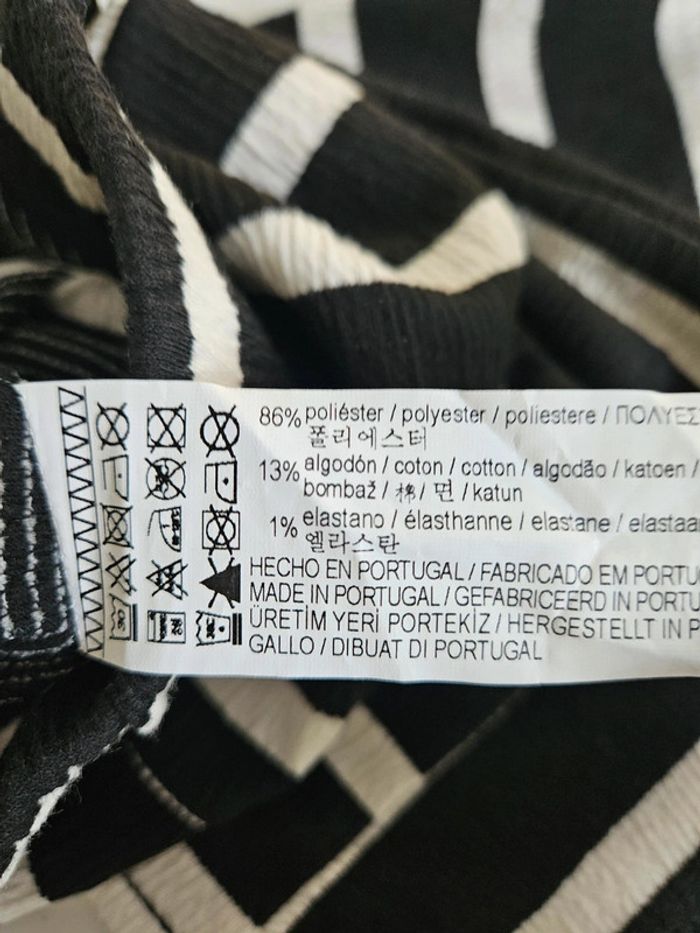 86% poliéster / polyester / poliestere / ΠΟΛΥΕΣ
폴리에스터
13% algodón / coton / cotton / algodão / katoen /
bombaž / 棉 / 면 / katun
1% elastano / élasthanne / elastane / elastaa
엘라스탄
HECHO EN PORTUGAL / FABRICADO EM PORTU
MADE IN PORTUGAL / GEFABRICEERD IN PORTU
ÜRETİM YERİ PORTEKİZ / HERGESTELLT IN P
GALLO / DIBUAT DI PORTUGAL